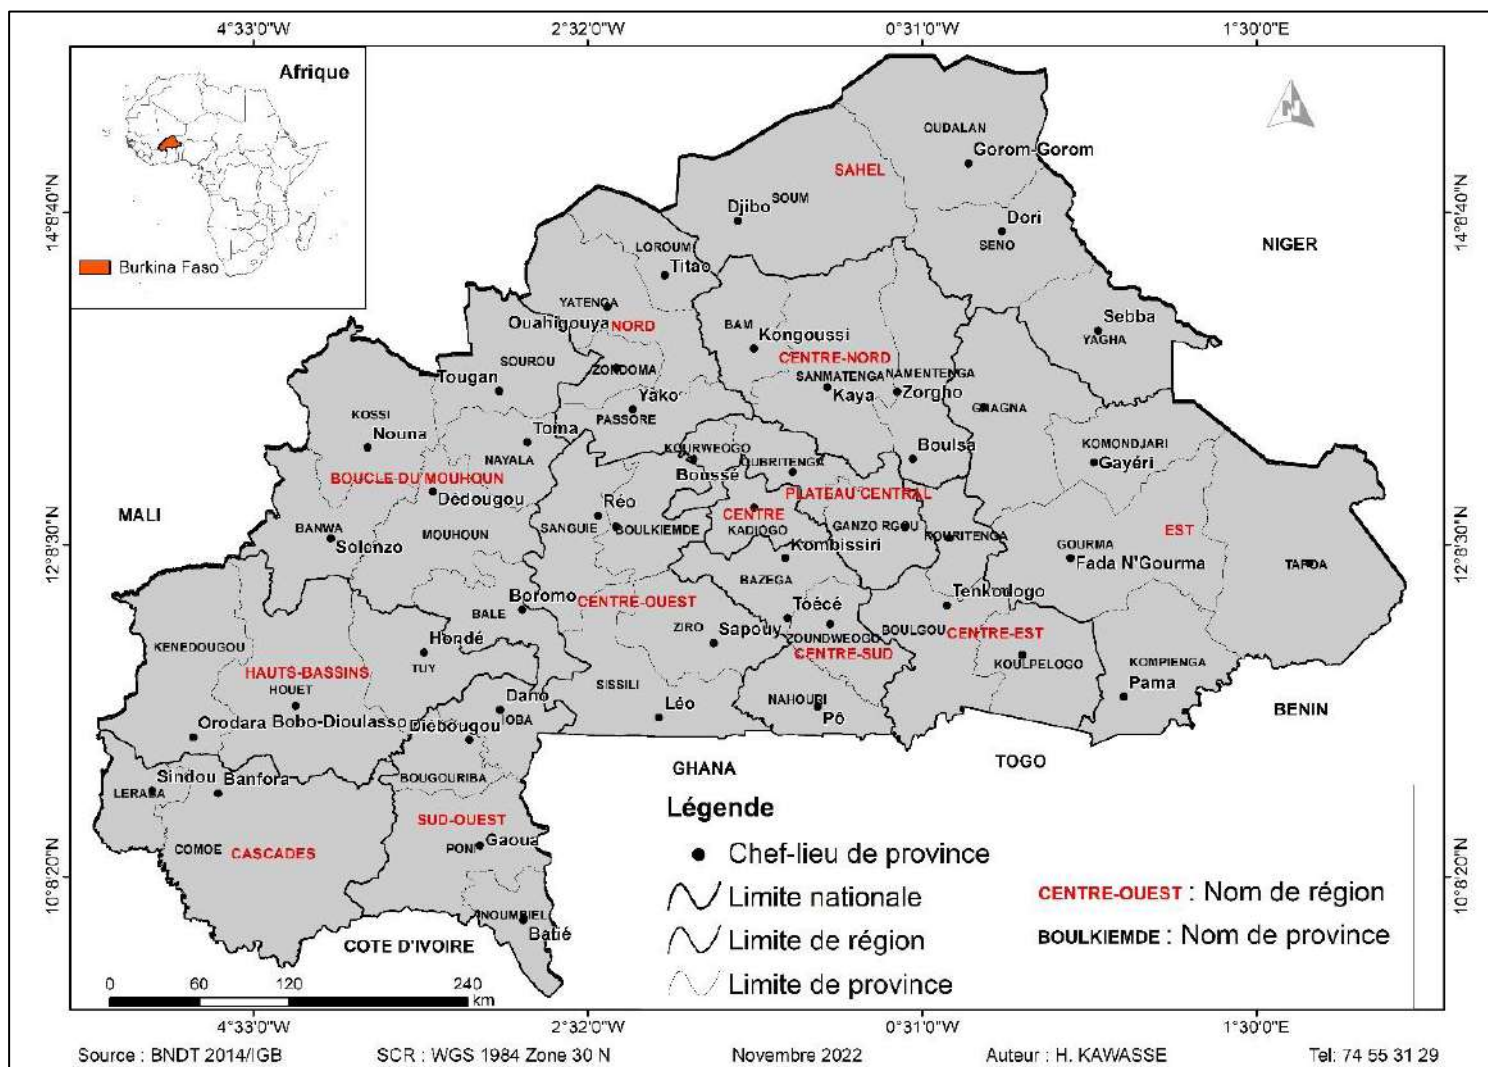 4°33'0"W 2°32'0"W 0°31'0"W 1°30'0"E
Afrique
Burkina Faso
14°8'40"N
14°8'40"N
12°8'30"N
12°8'30"N
10°8'20"N
10°8'20"N
N
OUDALAN
Gorom-Gorom
SAHEL
SOUM
Djibo
Dori
SENO
NIGER
LOROUM
Titao
YATENGA
Ouahigouya
NORD
BAM
Kongoussi
CENTRE-NORD
Sebba
YAGHA
SOUROU
Tougan
ZONDOMA
SANMATENGA
NAMENTENGA
Kaya
Zorgho
GNAGNA
KOSSI
Yako
PASSORE
Nouna
Toma
NAYALA
KOURWEOGO
Boussé
OUBRITENGA
Boulsa
KOMONDJARI
Gayéri
BOUCLE DU MOUHOUN
Dédougou
PLATEAU CENTRAL
MALI
Réo
SANGUIE
BOULKIEMDE
CENTRE
KADIOGO
GANZO RGOU
KOURITENGA
EST
BANWA
Solenzo
MOUHOUN
Kombissiri
GOURMA
Fada N'Gourma
TAPOA
BAZEGA
BALE
Boromo
CENTRE-OUEST
Toécé
Tenkodogo
ZIRO
Sapouy
ZOUNDWEOGO
BOULGOU
CENTRE-EST
KENEDOUGOU
Hondé
TUY
CENTRE-SUD
KOULPELOGO
KOMPIENGA
HAUTS-BASSINS
HOUET
SISSILI
Léo
NAHOURI
Pô
Pama
BENIN
Orodara
Bobo-Dioulasso
Dano
IOBA
Diébougou
GHANA
TOGO
Sindou
LERABA
Banfora
BOUGOURIBA
COMOE
CASCADES
SUD-OUEST
PONI
Gaoua
NOUMBIEL
Batié
COTE D'IVOIRE
Légende
Chef-lieu de province
Limite nationale
Limite de région
Limite de province
CENTRE-OUEST : Nom de région
BOULKIEMDE : Nom de province
0 60 120 240
km
4°33'0"W 2°32'0"W 0°31'0"W 1°30'0"E
Source : BNDT 2014/IGB SCR : WGS 1984 Zone 30 N Novembre 2022 Auteur : H. KAWASSE Tel: 74 55 31 29